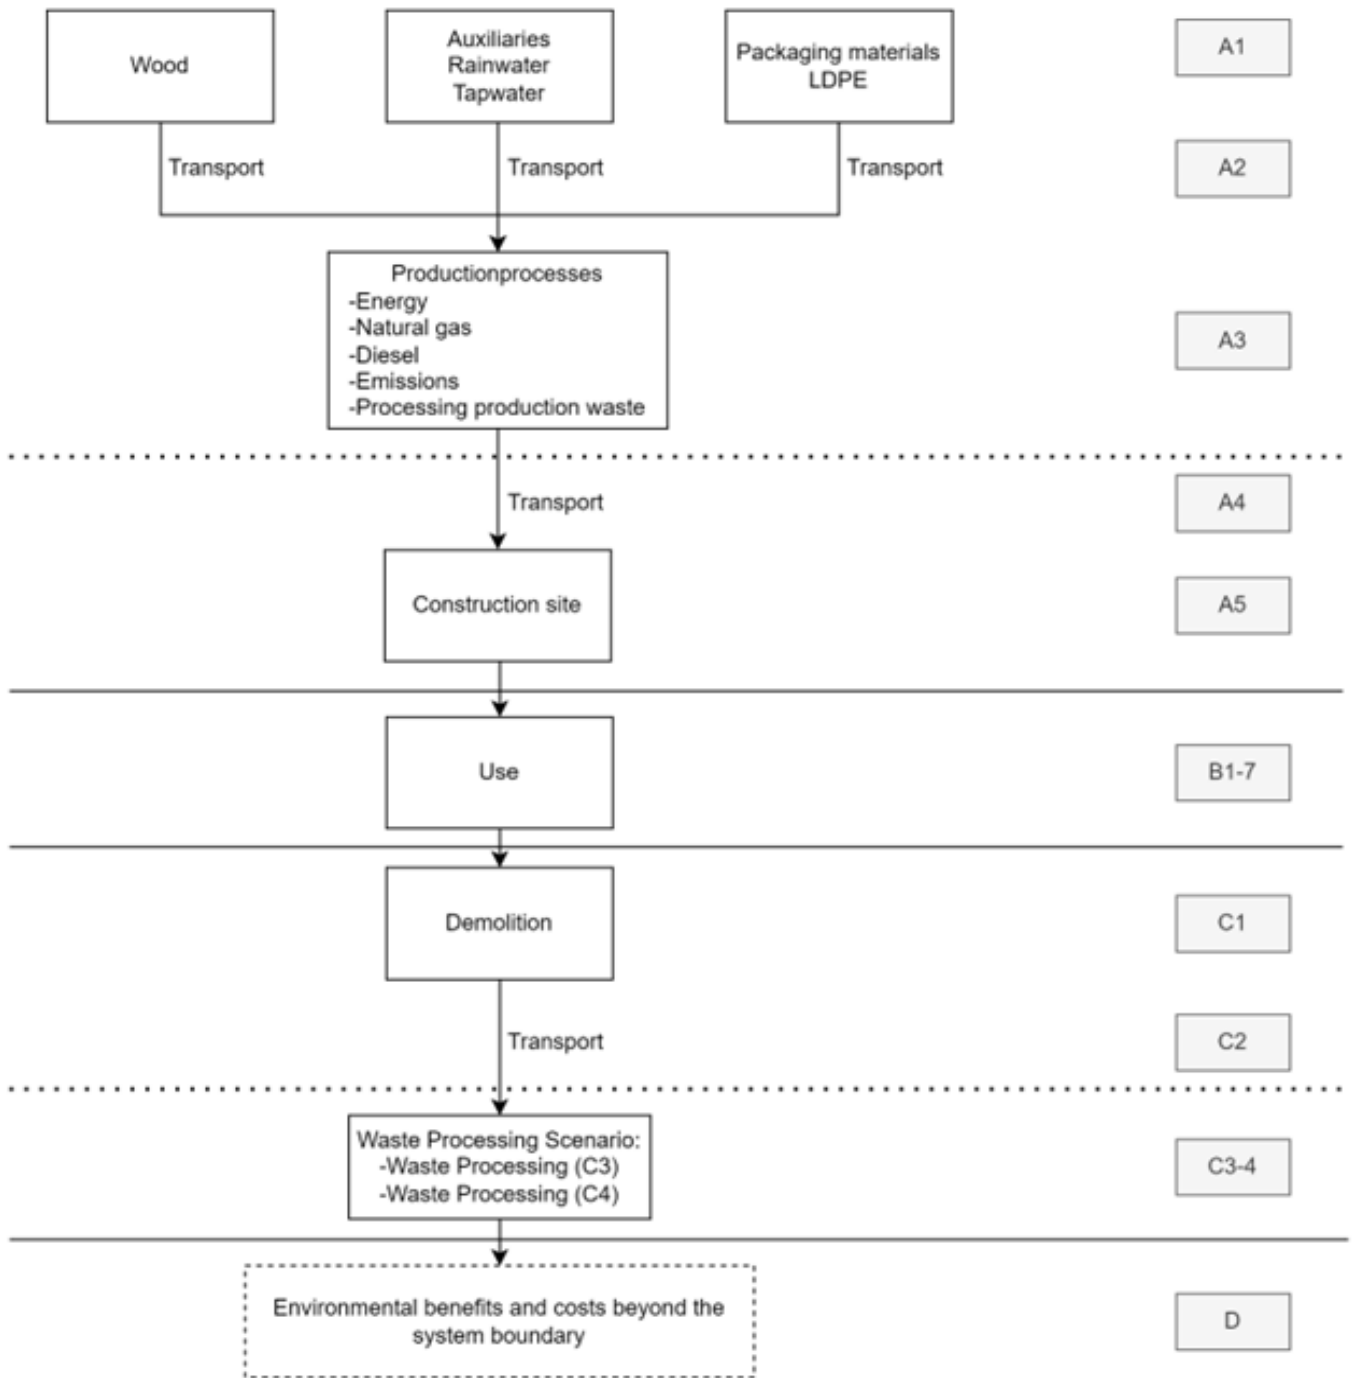 Wood
Auxiliaries
Rainwater
Tapwater
Packaging materials
LDPE
A1
Transport
Transport
Transport
A2
Productionprocesses
-Energy
-Natural gas
-Diesel
-Emissions
-Processing production waste
A3
Transport
A4
Construction site
A5
Use
B1-7
Demolition
C1
Transport
C2
Waste Processing Scenario:
-Waste Processing (C3)
-Waste Processing (C4)
C3-4
Environmental benefits and costs beyond the
system boundary
D